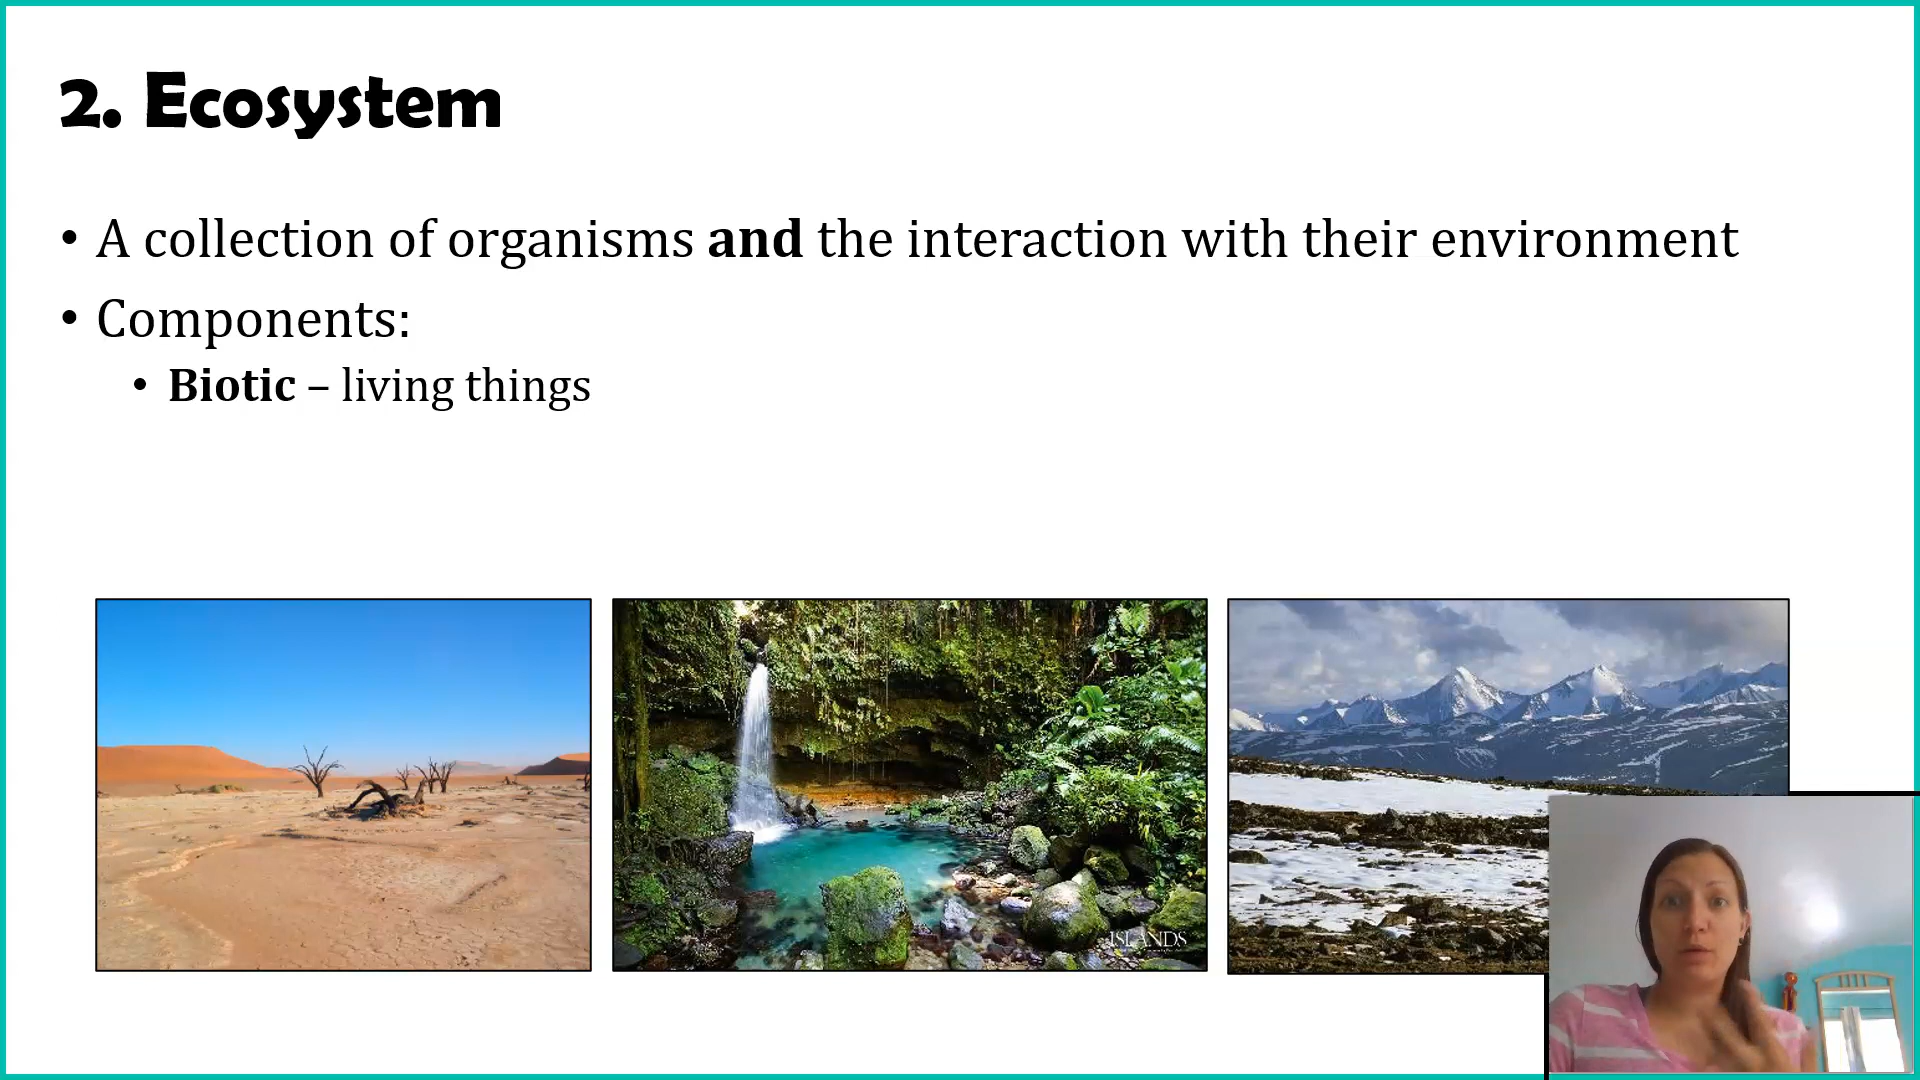 2. Ecosystem
• A collection of organisms and the interaction with their environment
• Components:
• Biotic – living things
ISLANDS